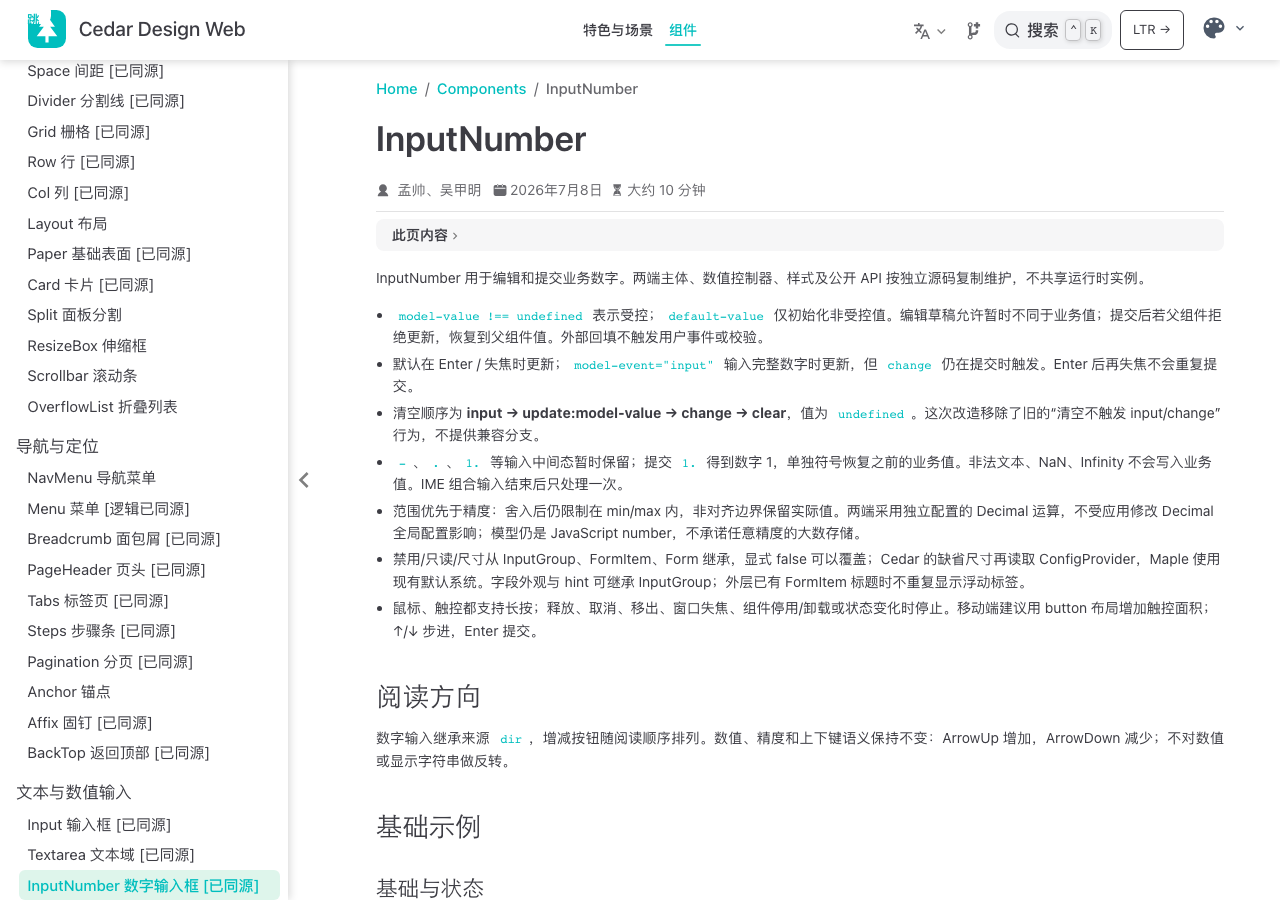 Cedar Design Web
特色与场景 组件
搜索 ^ K
LTR →
Space 间距 [已同源]
Divider 分割线 [已同源]
Grid 栅格 [已同源]
Row 行 [已同源]
Col 列 [已同源]
Layout 布局
Paper 基础表面 [已同源]
Card 卡片 [已同源]
Split 面板分割
ResizeBox 伸缩框
Scrollbar 滚动条
OverflowList 折叠列表
导航与定位
NavMenu 导航菜单
Menu 菜单 [逻辑已同源]
Breadcrumb 面包屑 [已同源]
PageHeader 页头 [已同源]
Tabs 标签页 [已同源]
Steps 步骤条 [已同源]
Pagination 分页 [已同源]
Anchor 锚点
Affix 固钉 [已同源]
BackTop 返回顶部 [已同源]
文本与数值输入
Input 输入框 [已同源]
Textarea 文本域 [已同源]
InputNumber 数字输入框 [已同源]
Home / Components / InputNumber
InputNumber
孟帅、吴甲明 2026年7月8日 大约 10 分钟
此页内容 ›
InputNumber 用于编辑和提交业务数字。两端主体、数值控制器、样式及公开 API 按独立源码复制维护，不共享运行时实例。
• model-value !== undefined 表示受控； default-value 仅初始化非受控值。编辑草稿允许暂时不同于业务值；提交后若父组件拒
绝更新，恢复到父组件值。外部回填不触发用户事件或校验。
• 默认在 Enter / 失焦时更新； model-event="input" 输入完整数字时更新，但 change 仍在提交时触发。Enter 后再失焦不会重复提
交。
• 清空顺序为 input → update:model-value → change → clear，值为 undefined 。这次改造移除了旧的“清空不触发 input/change”
行为，不提供兼容分支。
• - 、 . 、 1. 等输入中间态暂时保留；提交 1. 得到数字 1，单独符号恢复之前的业务值。非法文本、NaN、Infinity 不会写入业务
值。IME 组合输入结束后只处理一次。
• 范围优先于精度：舍入后仍限制在 min/max 内，非对齐边界保留实际值。两端采用独立配置的 Decimal 运算，不受应用修改 Decimal
全局配置影响；模型仍是 JavaScript number，不承诺任意精度的大数存储。
• 禁用/只读/尺寸从 InputGroup、FormItem、Form 继承，显式 false 可以覆盖；Cedar 的缺省尺寸再读取 ConfigProvider，Maple 使用
现有默认系统。字段外观与 hint 可继承 InputGroup；外层已有 FormItem 标题时不重复显示浮动标签。
• 鼠标、触控都支持长按；释放、取消、移出、窗口失焦、组件停用/卸载或状态变化时停止。移动端建议用 button 布局增加触控面积；
↑/↓ 步进，Enter 提交。
阅读方向
数字输入继承来源 dir ，增减按钮随阅读顺序排列。数值、精度和上下键语义保持不变：ArrowUp 增加，ArrowDown 减少；不对数值
或显示字符串做反转。
基础示例
基础与状态